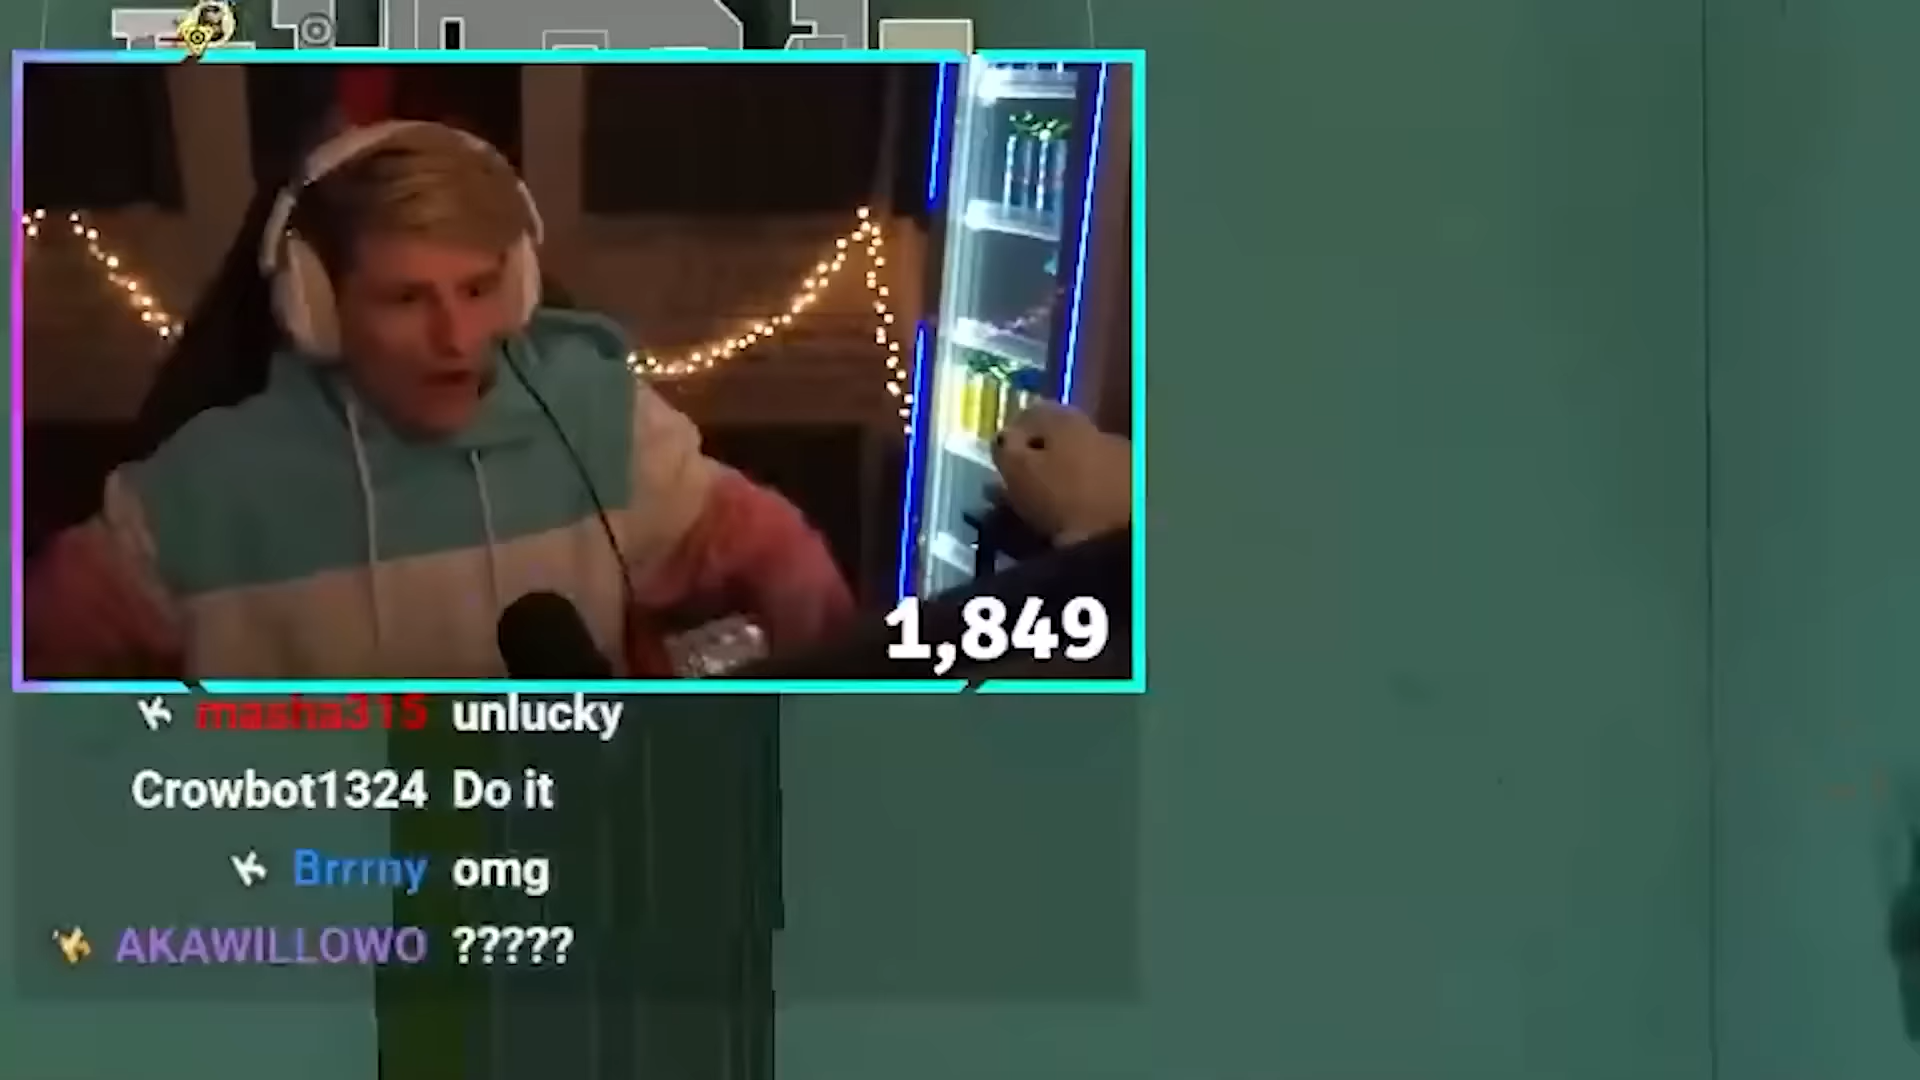 1,849
masha315 unlucky
Crowbot1324 Do it
Brrrny omg
AKAWILLOWO ?????